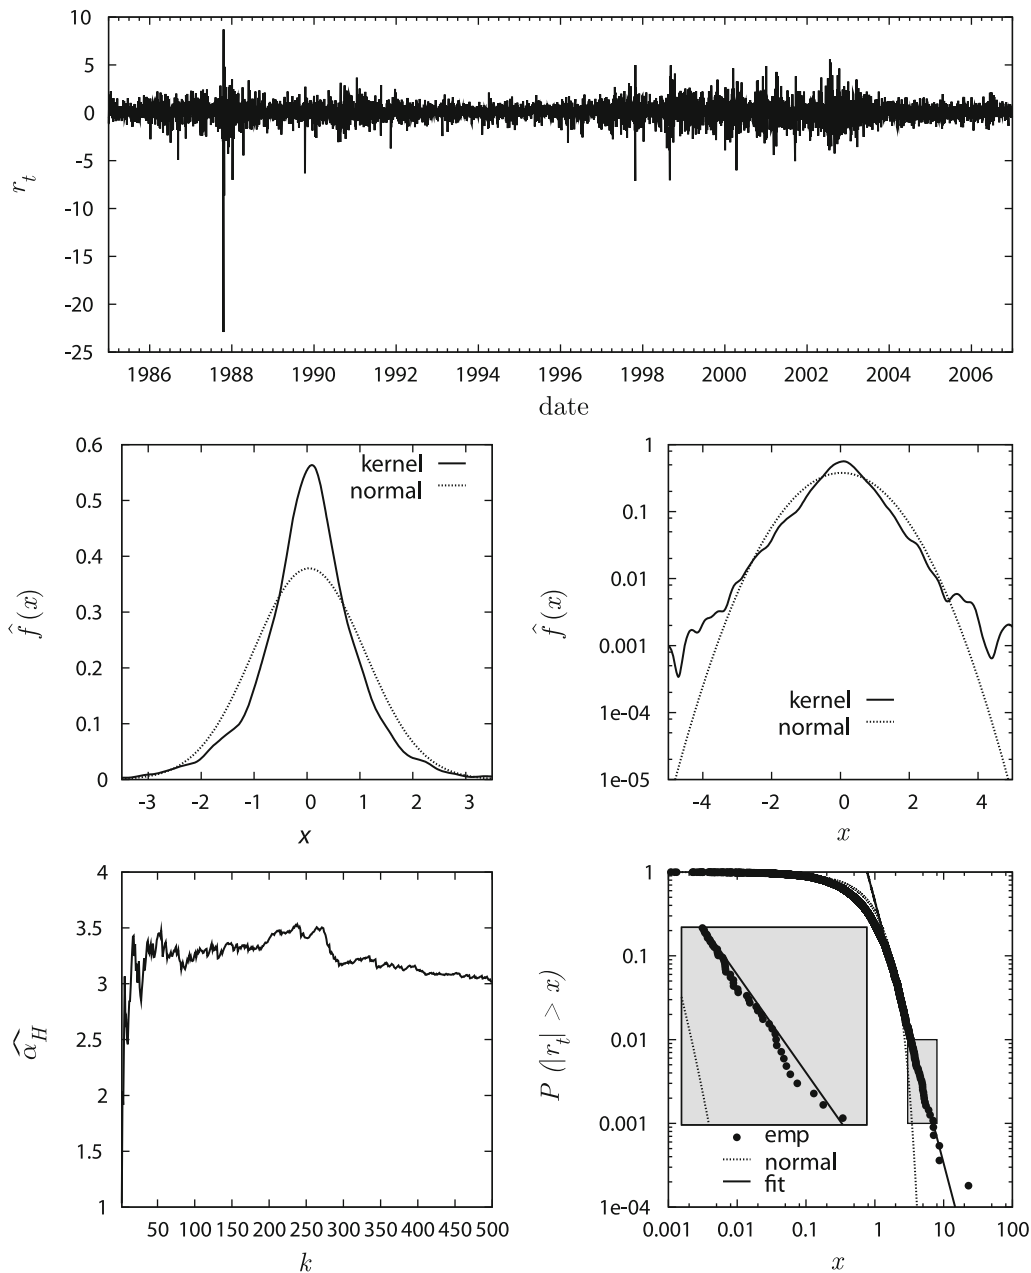 10
5
0
-5
-10
-15
-20
-25
r_t
1986 1988 1990 1992 1994 1996 1998 2000 2002 2004 2006
date
0.6
0.5
0.4
0.3
0.2
0.1
0
f̂ (x)
kernel
normal
-3 -2 -1 0 1 2 3
x
1
0.1
0.01
0.001
1e-04
1e-05
f̂ (x)
kernel
normal
-4 -2 0 2 4
x
4
3.5
3
2.5
2
1.5
1
α̂_H
50 100 150 200 250 300 350 400 450 500
k
1
0.1
0.01
0.001
1e-04
P (|r_t| > x)
emp
normal
fit
0.001 0.01 0.1 1 10 100
x